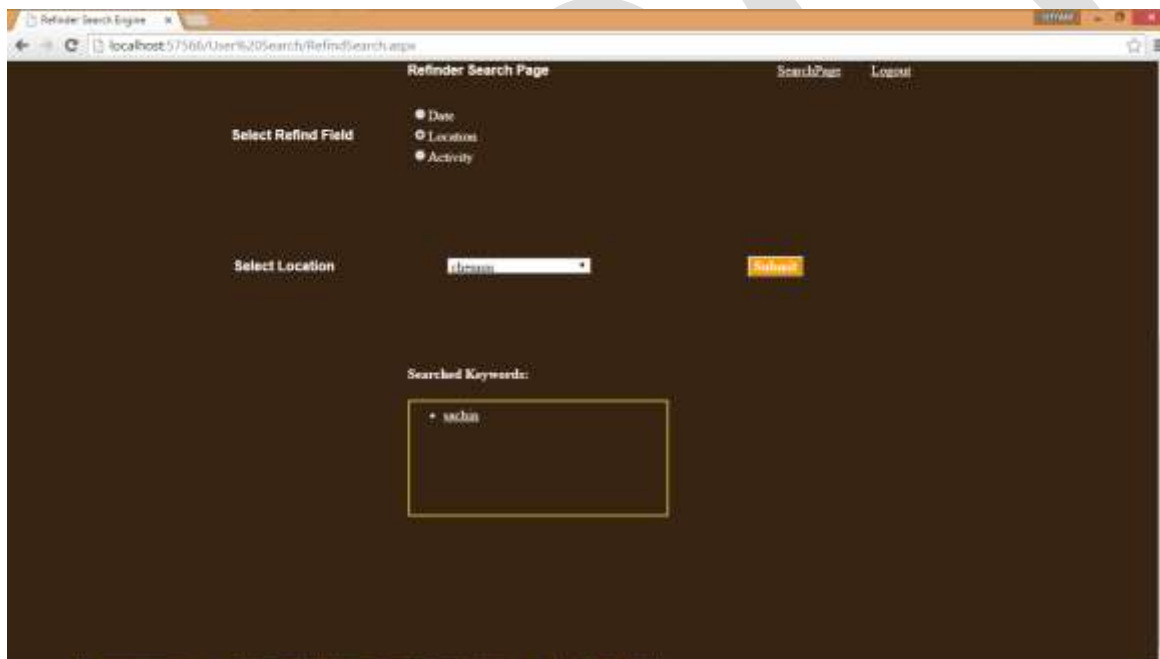 Refinder Search Engine
localhost:57566/User%20Search/RefindSearch.aspx
Refinder Search Page SearchPage Logout
Select Refind Field
Date
Location
Activity
Select Location chennai Submit
Searched Keywords:
sachin